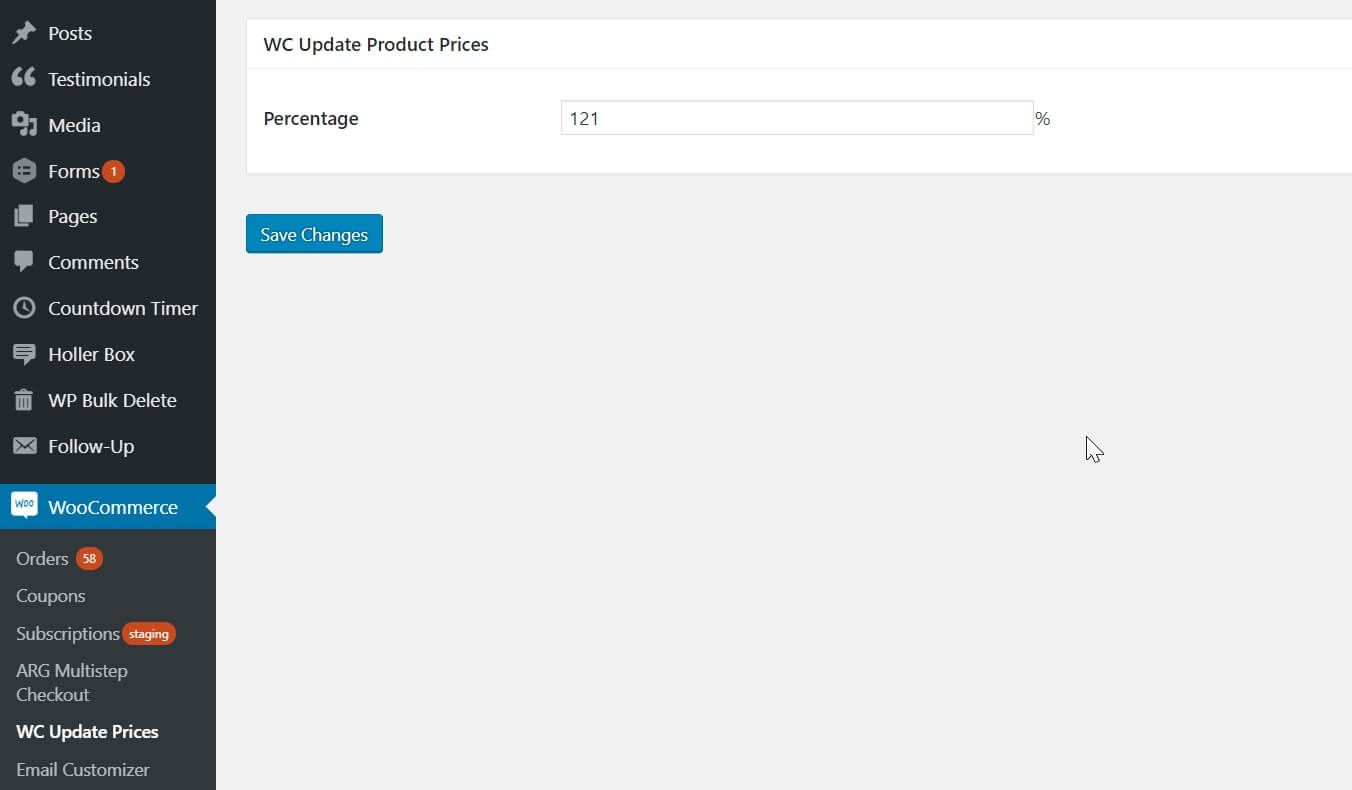 Posts
Testimonials
Media
Forms 1
Pages
Comments
Countdown Timer
Holler Box
WP Bulk Delete
Follow-Up
Woo WooCommerce
Orders 58
Coupons
Subscriptions staging
ARG Multistep
Checkout
WC Update Prices
Email Customizer
WC Update Product Prices
Percentage 121 %
Save Changes